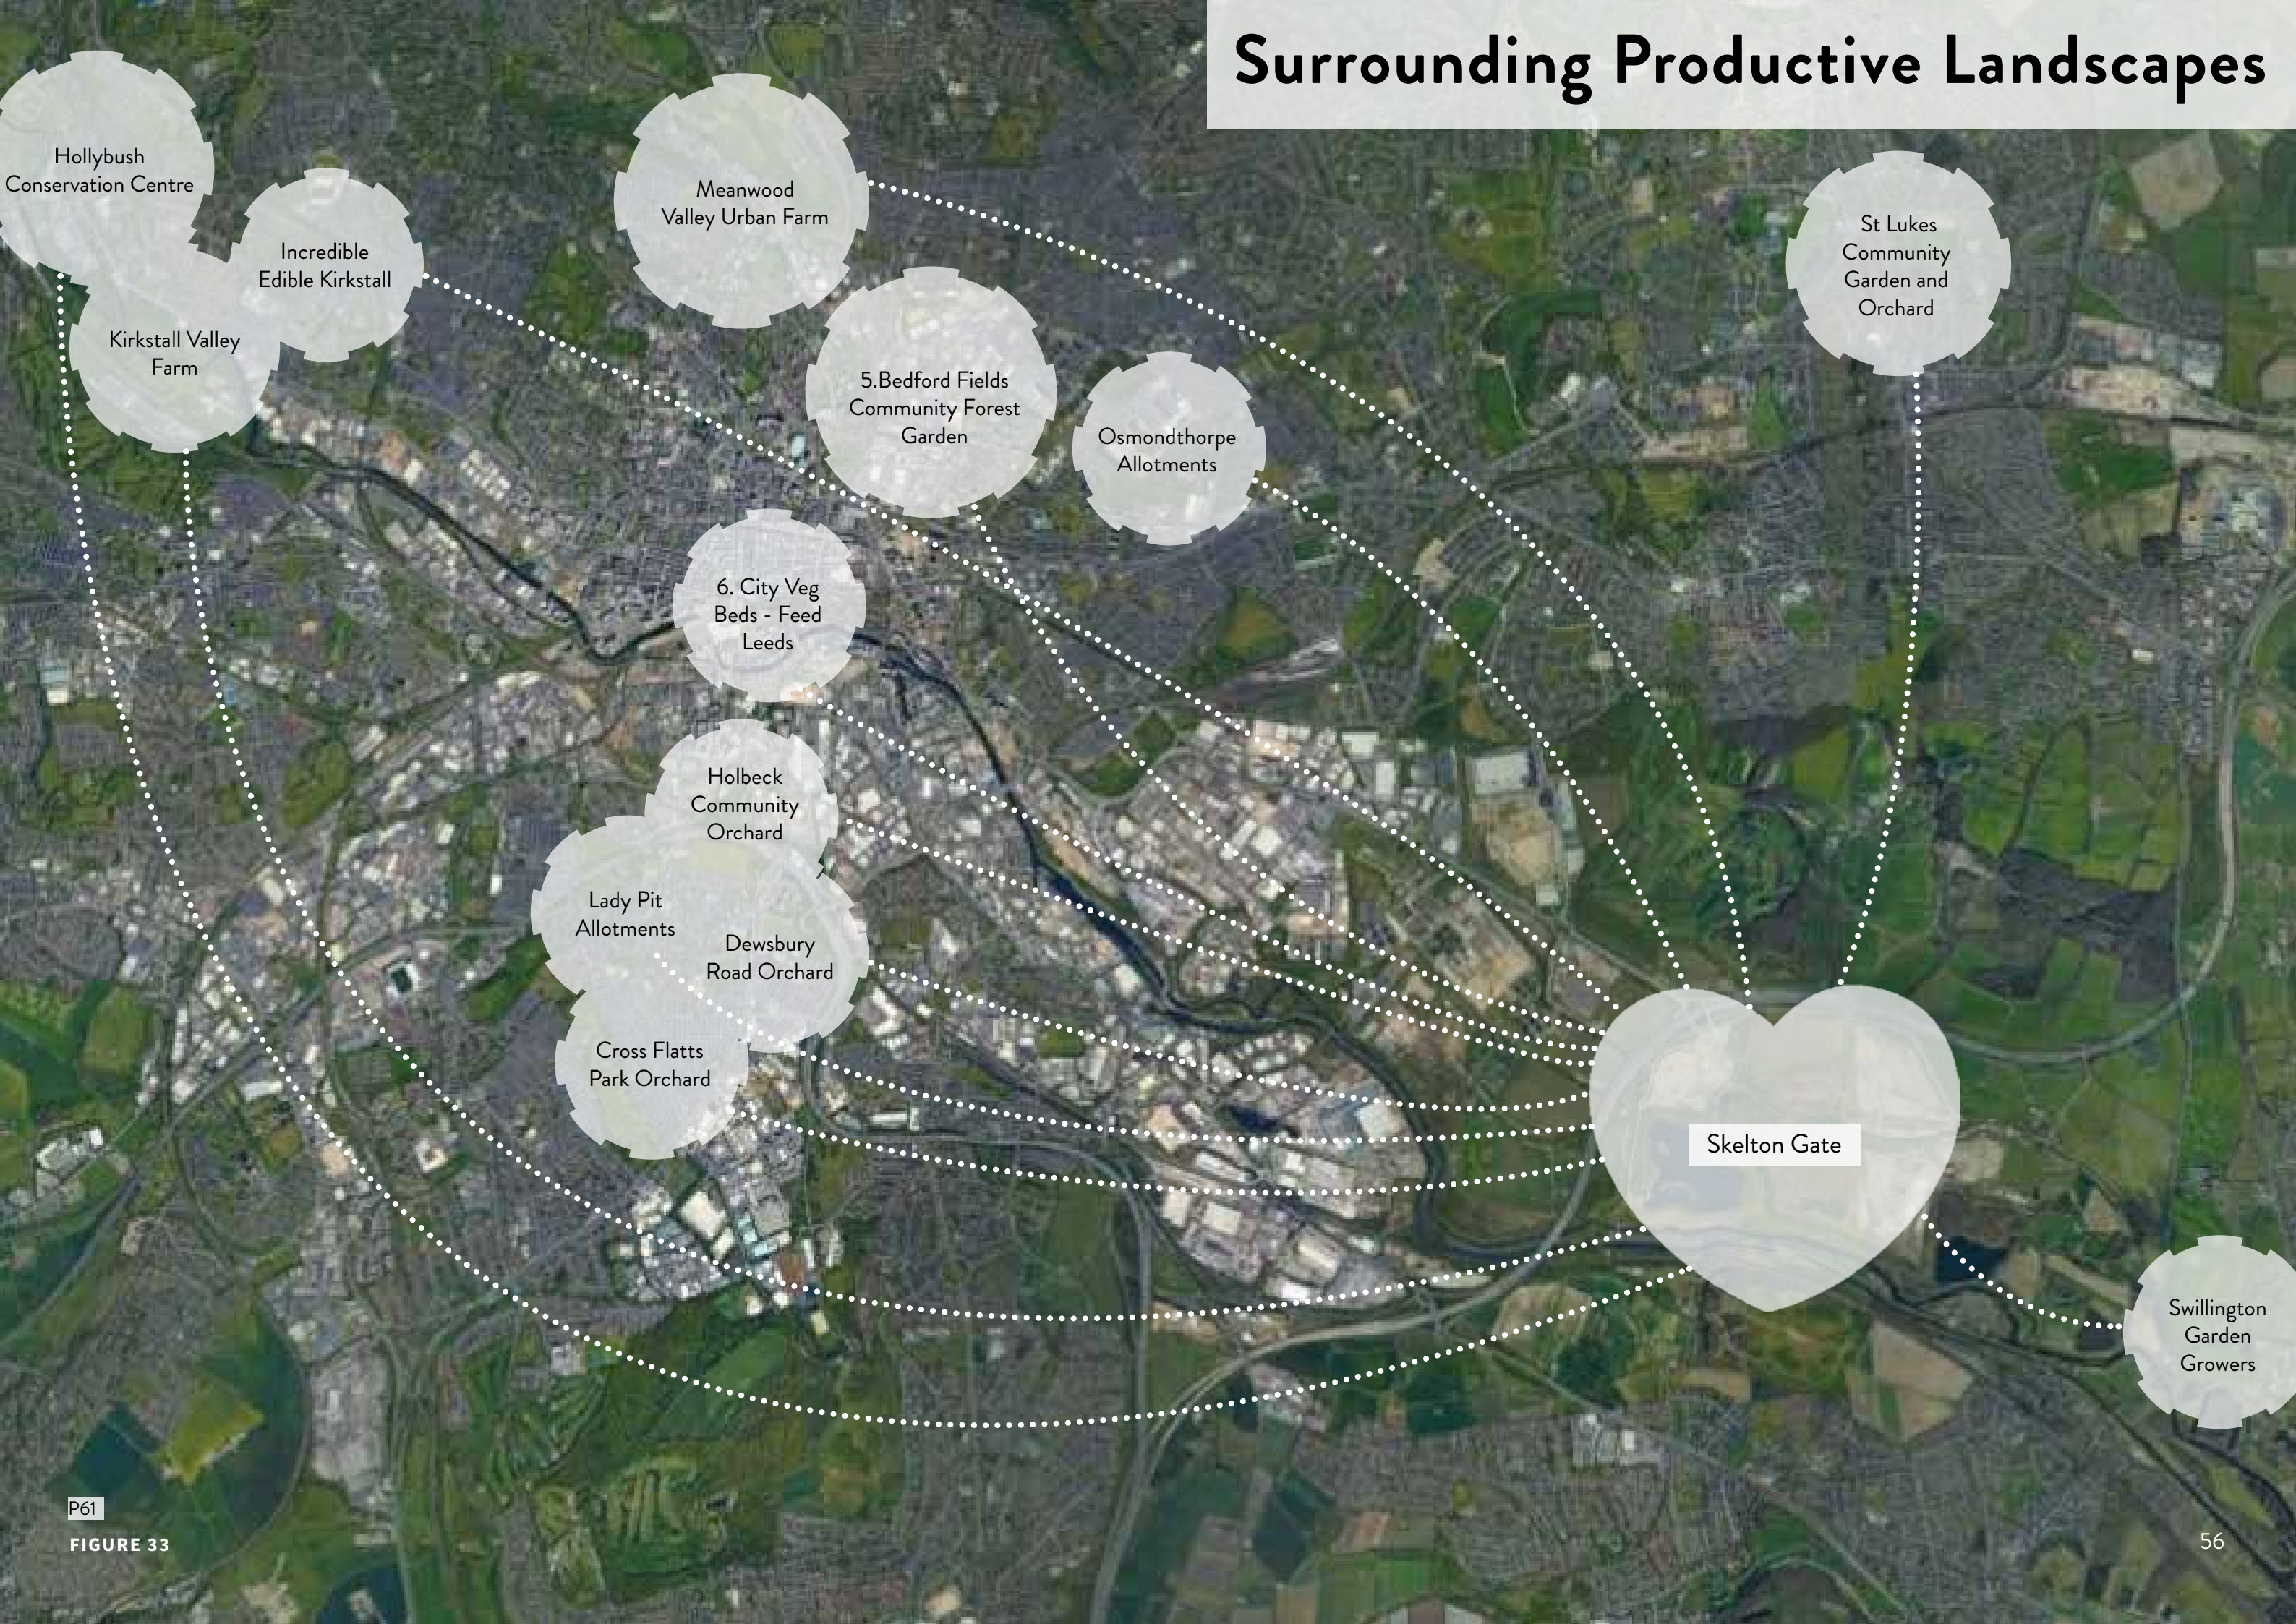 Surrounding Productive Landscapes
Hollybush
Conservation Centre
Incredible
Edible Kirkstall
Kirkstall Valley
Farm
Meanwood
Valley Urban Farm
5.Bedford Fields
Community Forest
Garden
Osmondthorpe
Allotments
St Lukes
Community
Garden and
Orchard
6. City Veg
Beds - Feed
Leeds
Holbeck
Community
Orchard
Lady Pit
Allotments
Dewsbury
Road Orchard
Cross Flatts
Park Orchard
Skelton Gate
Swillington
Garden
Growers
P61
FIGURE 33
56